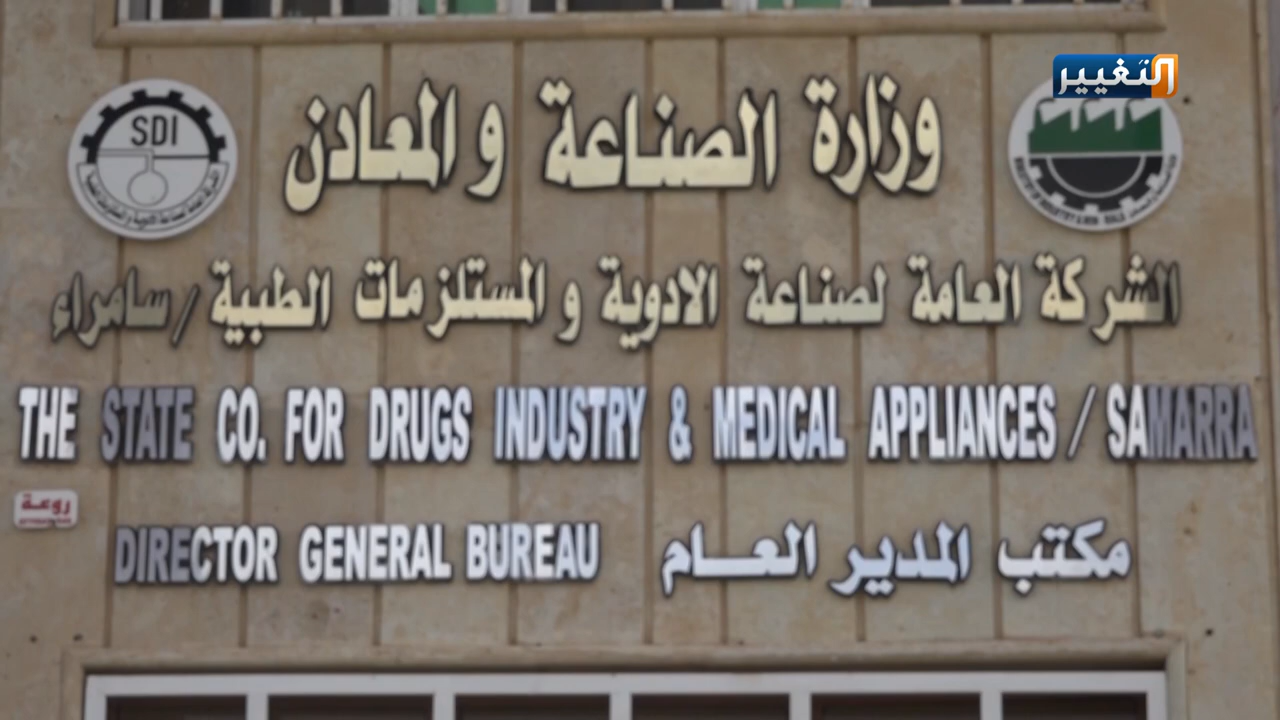 التغيير
وزارة الصناعة و المعادن
SDI
الشركة العامة لصناعة الادوية و المستلزمات الطبية / سامراء
THE STATE CO. FOR DRUGS INDUSTRY & MEDICAL APPLIANCES / SAMARRA
روعة
DIRECTOR GENERAL BUREAU مكتب المدير العام